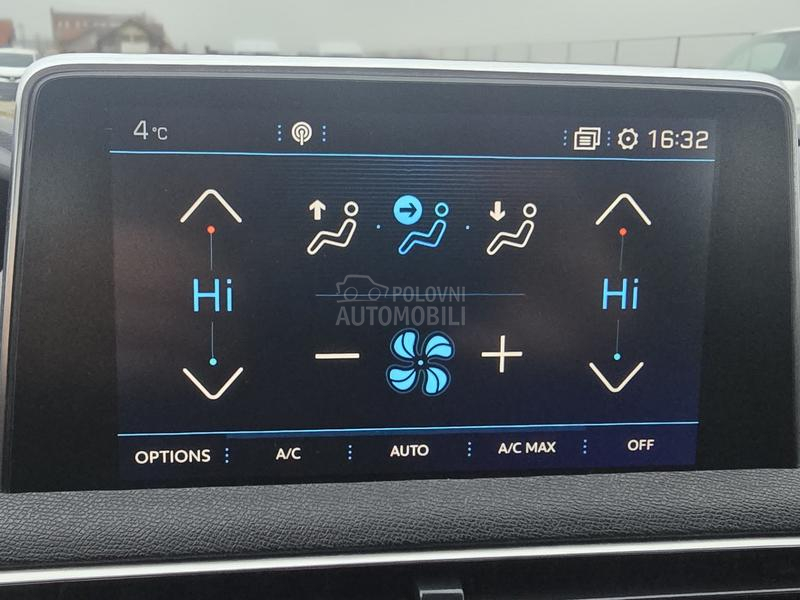 4°C
16:32
Hi
Hi
POLOVNI
AUTOMOBILI
OPTIONS
A/C
AUTO
A/C MAX
OFF